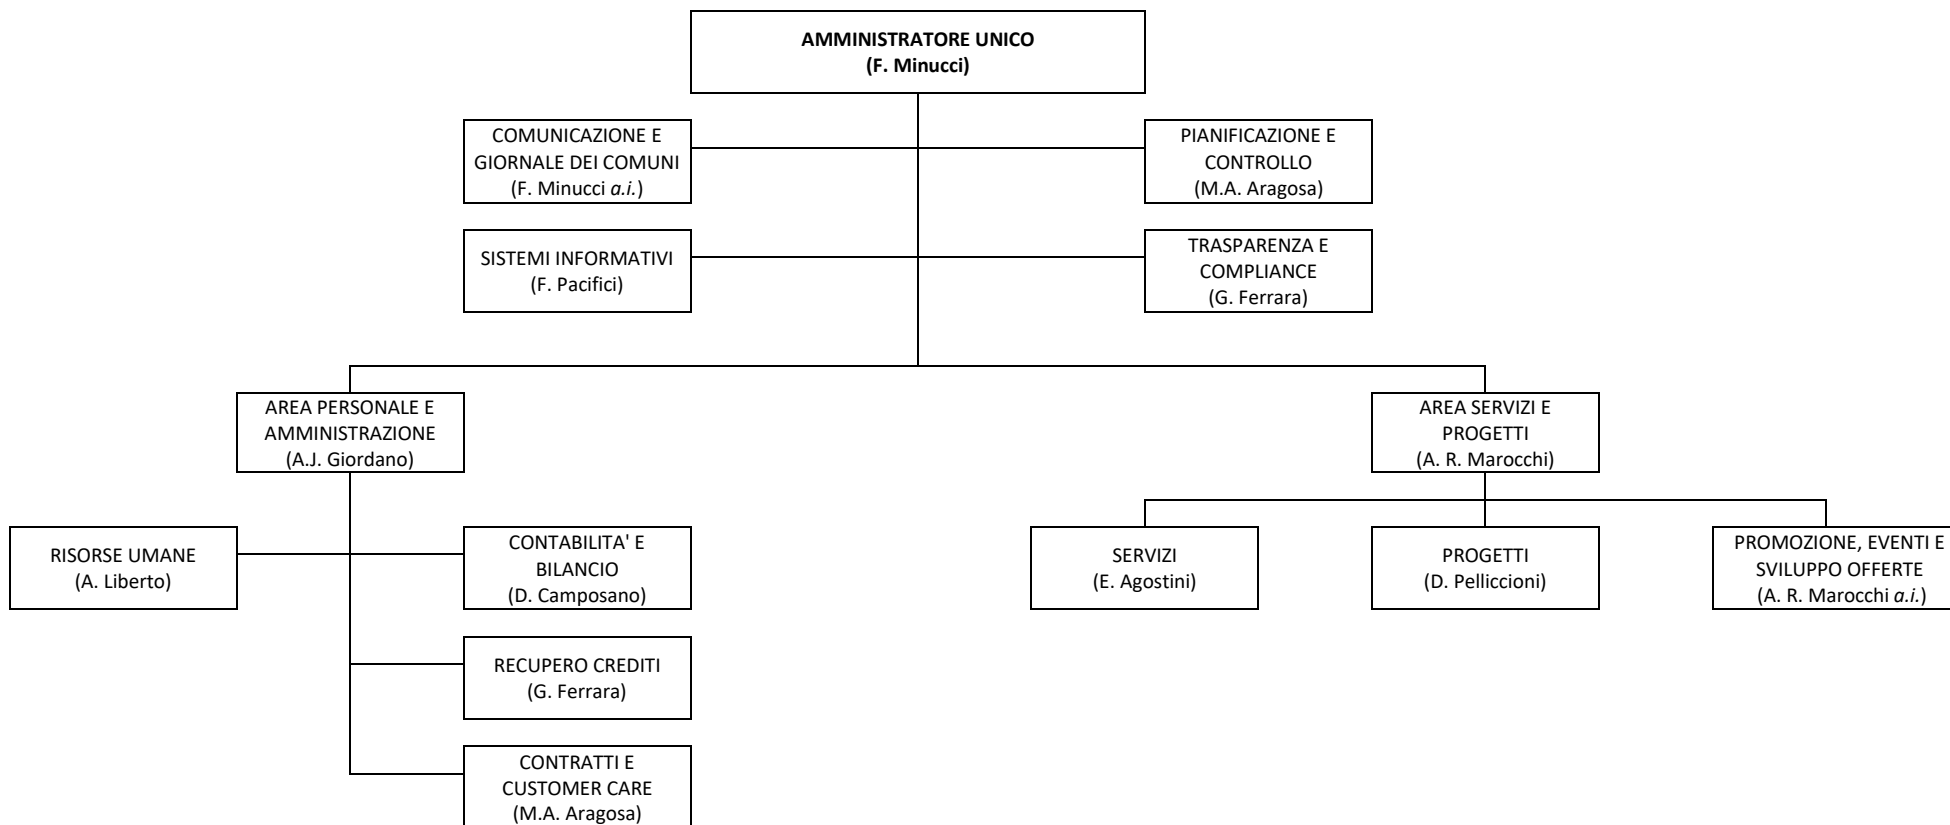 AMMINISTRATORE UNICO
(F. Minucci)
COMUNICAZIONE E
GIORNALE DEI COMUNI
(F. Minucci a.i.)
PIANIFICAZIONE E
CONTROLLO
(M.A. Aragosa)
SISTEMI INFORMATIVI
(F. Pacifici)
TRASPARENZA E
COMPLIANCE
(G. Ferrara)
AREA PERSONALE E
AMMINISTRAZIONE
(A.J. Giordano)
AREA SERVIZI E
PROGETTI
(A. R. Marocchi)
RISORSE UMANE
(A. Liberto)
CONTABILITA' E
BILANCIO
(D. Camposano)
SERVIZI
(E. Agostini)
PROGETTI
(D. Pelliccioni)
PROMOZIONE, EVENTI E
SVILUPPO OFFERTE
(A. R. Marocchi a.i.)
RECUPERO CREDITI
(G. Ferrara)
CONTRATTI E
CUSTOMER CARE
(M.A. Aragosa)